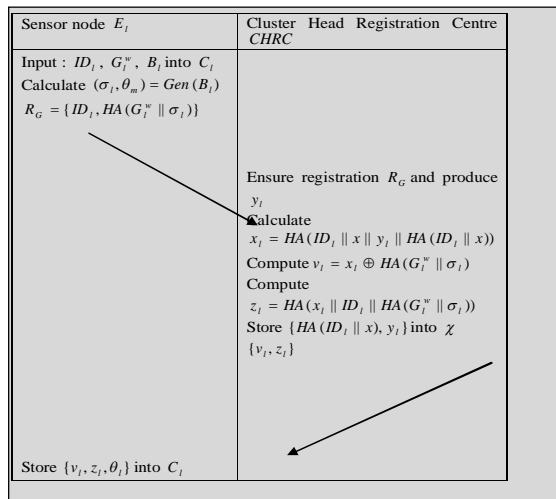 Sensor node E_l
Cluster Head Registration Centre
CHRC
Input : ID_l, G_l^w, B_l into C_l
Calculate (σ_l, θ_m) = Gen(B_l)
R_G = {ID_l, HA(G_l^w || σ_l)}
Ensure registration R_G and produce
y_l
Calculate
x_l = HA(ID_l || x || y_l || HA(ID_l || x))
Compute v_l = x_l ⊕ HA(G_l^w || σ_l)
Compute
z_l = HA(x_l || ID_l || HA(G_l^w || σ_l))
Store {HA(ID_l || x), y_l} into χ
{v_l, z_l}
Store {v_l, z_l, θ_l} into C_l